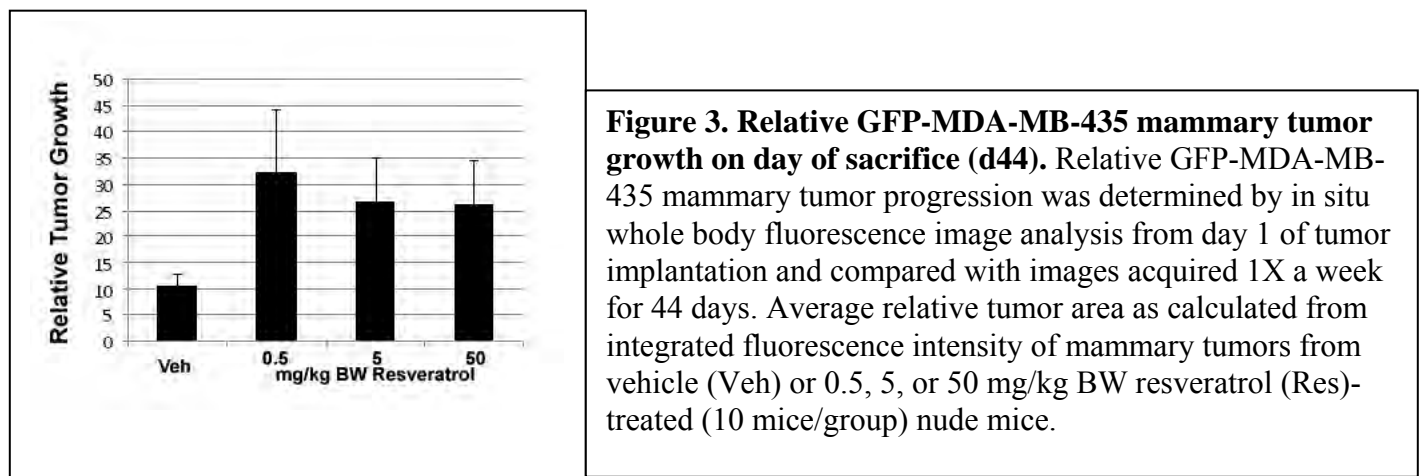 50
45
40
35
30
25
20
15
10
5
0
Relative Tumor Growth
Veh
0.5
5
50
mg/kg BW Resveratrol
Figure 3. Relative GFP-MDA-MB-435 mammary tumor
growth on day of sacrifice (d44). Relative GFP-MDA-MB-
435 mammary tumor progression was determined by in situ
whole body fluorescence image analysis from day 1 of tumor
implantation and compared with images acquired 1X a week
for 44 days. Average relative tumor area as calculated from
integrated fluorescence intensity of mammary tumors from
vehicle (Veh) or 0.5, 5, or 50 mg/kg BW resveratrol (Res)-
treated (10 mice/group) nude mice.